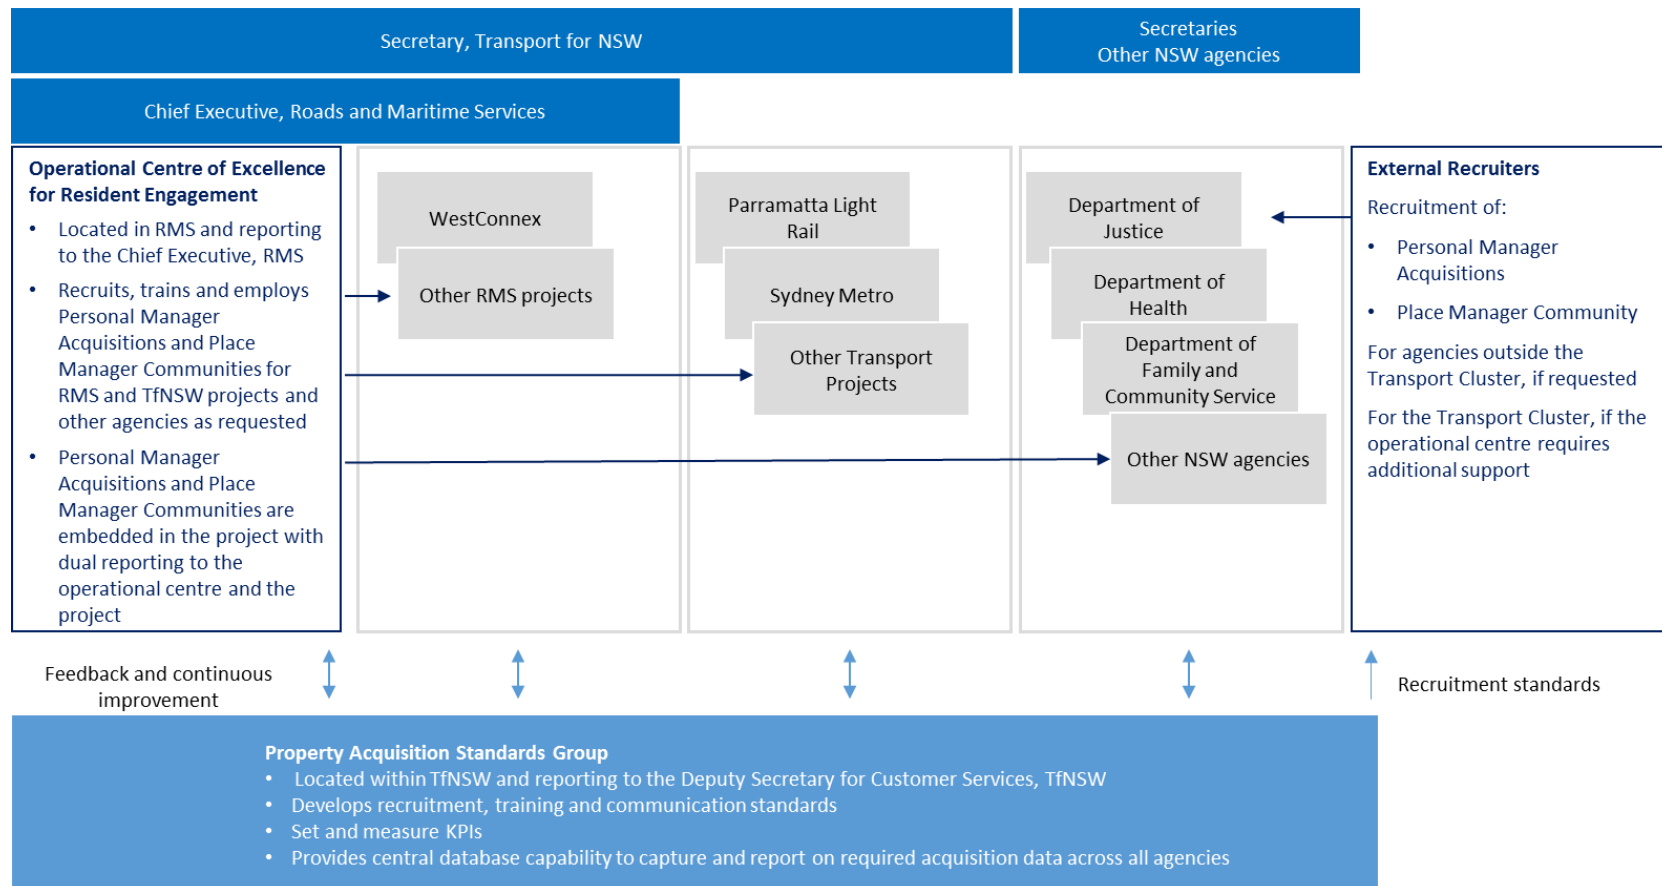 Secretary, Transport for NSW
Secretaries
Other NSW agencies
Chief Executive, Roads and Maritime Services
Operational Centre of Excellence
for Resident Engagement
• Located in RMS and reporting
to the Chief Executive, RMS
• Recruits, trains and employs
Personal Manager
Acquisitions and Place
Manager Communities for
RMS and TfNSW projects and
other agencies as requested
• Personal Manager
Acquisitions and Place
Manager Communities are
embedded in the project with
dual reporting to the
operational centre and the
project
WestConnex
Other RMS projects
Parramatta Light
Rail
Sydney Metro
Other Transport
Projects
Department of
Justice
Department of
Health
Department of
Family and
Community Service
Other NSW agencies
External Recruiters
Recruitment of:
• Personal Manager
Acquisitions
• Place Manager Community
For agencies outside the
Transport Cluster, if requested
For the Transport Cluster, if the
operational centre requires
additional support
Feedback and continuous
improvement
Recruitment standards
Property Acquisition Standards Group
• Located within TfNSW and reporting to the Deputy Secretary for Customer Services, TfNSW
• Develops recruitment, training and communication standards
• Set and measure KPIs
• Provides central database capability to capture and report on required acquisition data across all agencies